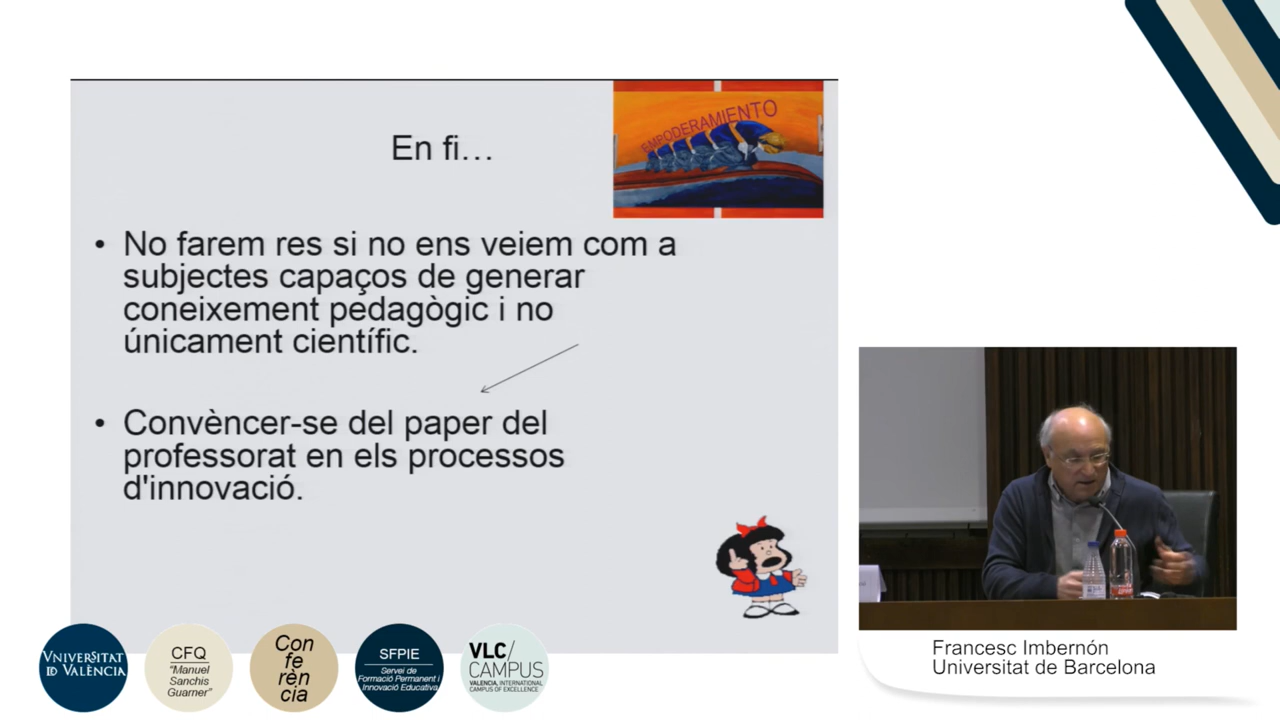 EMPODERAMIENTO
En fi...
• No farem res si no ens veiem com a
subjectes capaços de generar
coneixement pedagògic i no
únicament científic.
• Convèncer-se del paper del
professorat en els processos
d'innovació.
VNIVERSITAT
ID VALÈNCIA
CFQ
"Manuel
Sanchis
Guarner"
Con
fe
rèn
cia
SFPIE
Servei de
Formació Permanent i
Innovació Educativa
VLC/
CAMPUS
VALENCIA, INTERNATIONAL
CAMPUS OF EXCELLENCE
Francesc Imbernón
Universitat de Barcelona